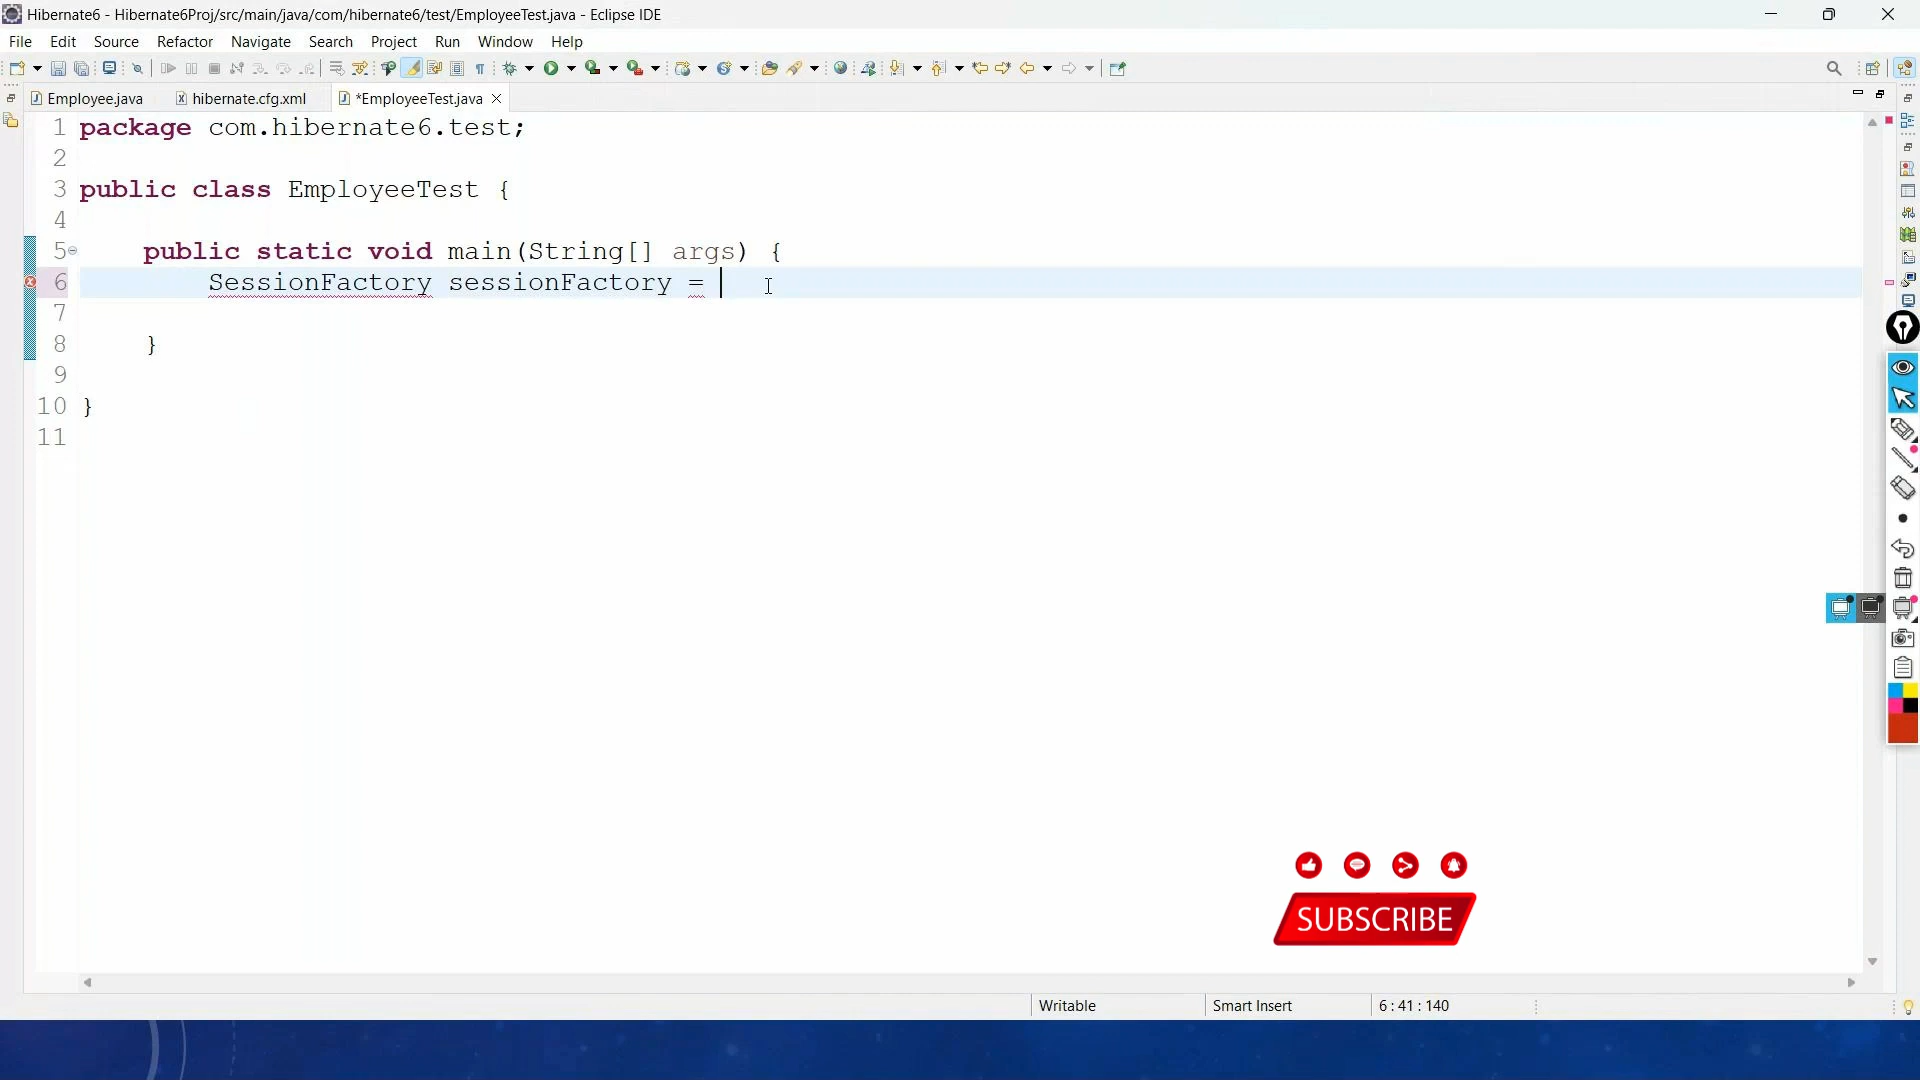 Hibernate6 - Hibernate6Proj/src/main/java/com/hibernate6/test/EmployeeTest.java - Eclipse IDE
File Edit Source Refactor Navigate Search Project Run Window Help
Employee.java hibernate.cfg.xml *EmployeeTest.java
1 package com.hibernate6.test;
2
3 public class EmployeeTest {
4
5 public static void main(String[] args) {
6 SessionFactory sessionFactory =
7
8 }
9
10 }
11
SUBSCRIBE
Writable Smart Insert 6 : 41 : 140